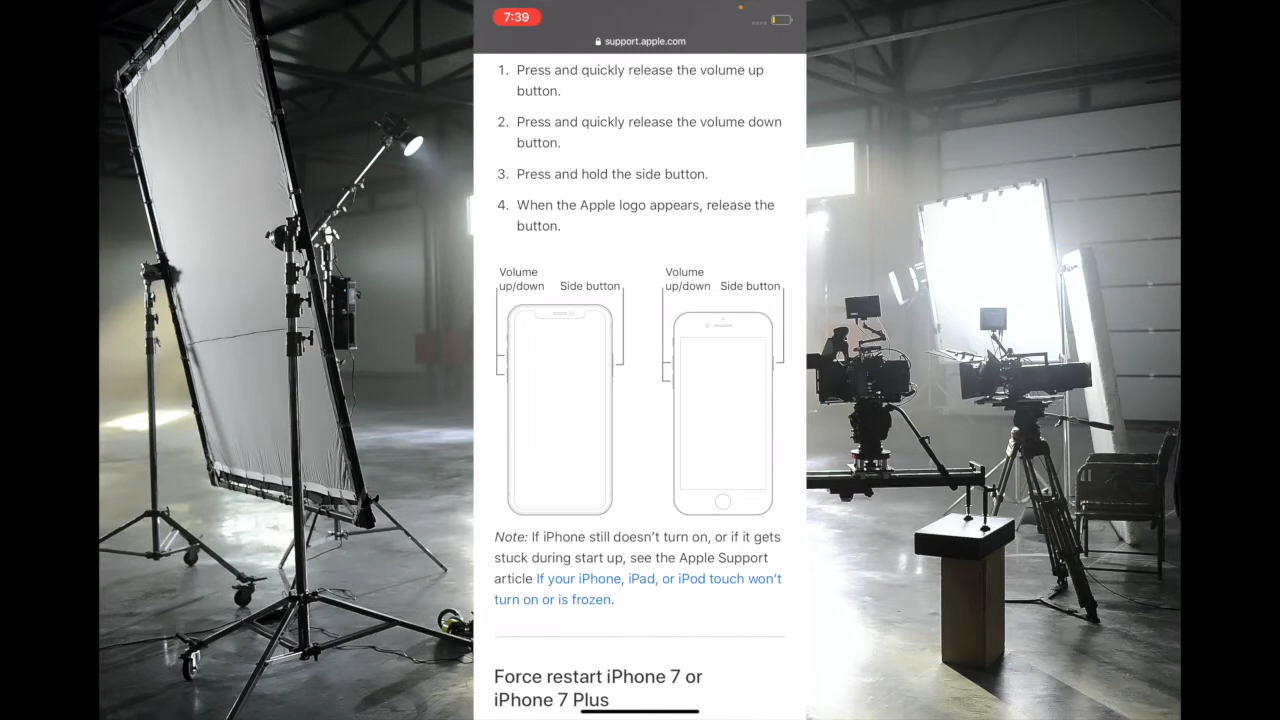 7:39
support.apple.com
1. Press and quickly release the volume up
button.
2. Press and quickly release the volume down
button.
3. Press and hold the side button.
4. When the Apple logo appears, release the
button.
Volume
up/down Side button
Volume
up/down Side button
Note: If iPhone still doesn’t turn on, or if it gets
stuck during start up, see the Apple Support
article If your iPhone, iPad, or iPod touch won’t
turn on or is frozen.
Force restart iPhone 7 or
iPhone 7 Plus